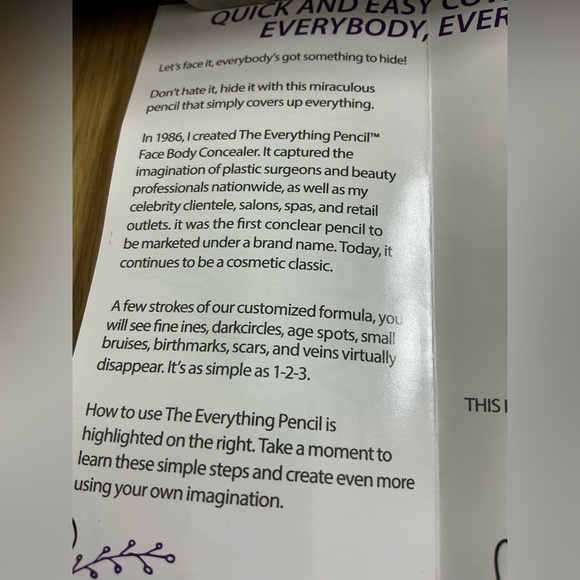 QUICK AND EASY
EVERYBODY, EVER
Let's face it, everybody's got something to hide!
Don't hate it, hide it with this miraculous
pencil that simply covers up everything.
In 1986, I created The Everything Pencil™
Face Body Concealer. It captured the
imagination of plastic surgeons and beauty
professionals nationwide, as well as my
celebrity clientele, salons, spas, and retail
outlets. it was the first conclear pencil to
be marketed under a brand name. Today, it
continues to be a cosmetic classic.
A few strokes of our customized formula, you
will see fine ines, darkcircles, age spots, small
bruises, birthmarks, scars, and veins virtually
disappear. It's as simple as 1-2-3.
How to use The Everything Pencil is
highlighted on the right. Take a moment to
learn these simple steps and create even more
using your own imagination.
THIS